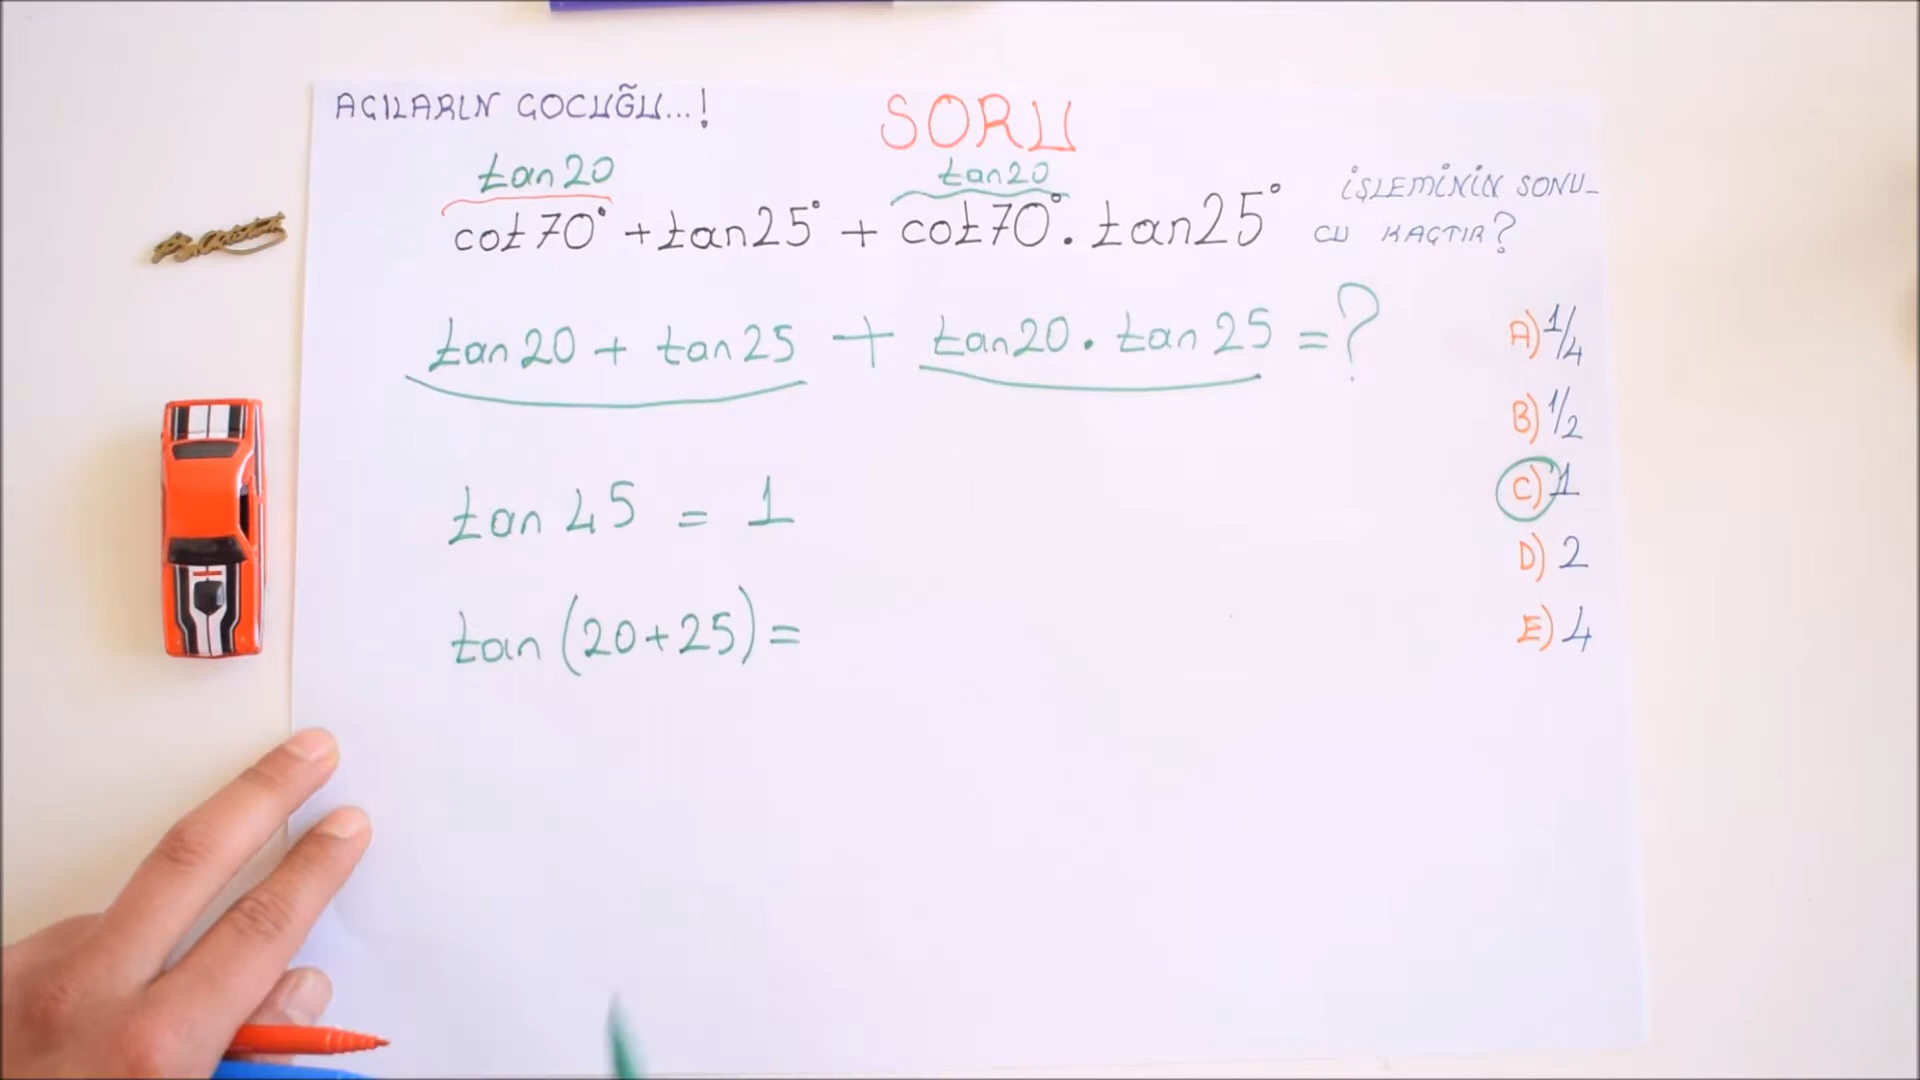 AÇILARIN ÇOCUĞU...!
SORU
tan20 tan20
cot70° + tan25° + cot70° . tan25° İŞLEMİNİN SONU-
CU KAÇTIR?
tan20 + tan25 + tan20 . tan25 = ?
A) 1/4
B) 1/2
C) 1
D) 2
E) 4
tan 45 = 1
tan (20+25) =